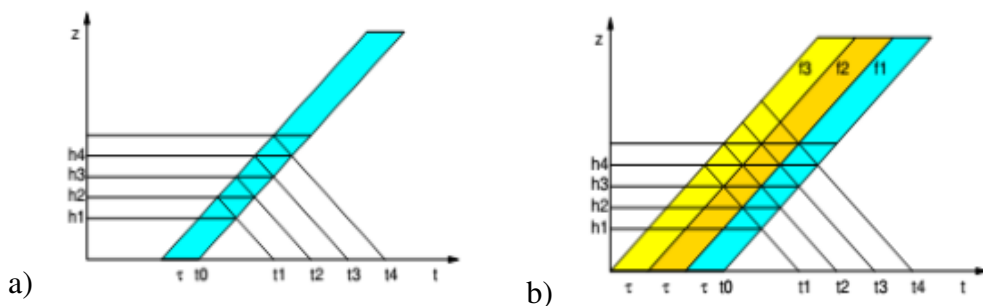 z
h4
h3
h2
h1
τ t0 t1 t2 t3 t4 t
a)
z
f3 f2 f1
h4
h3
h2
h1
τ τ τ t0 t1 t2 t3 t4 t
b)